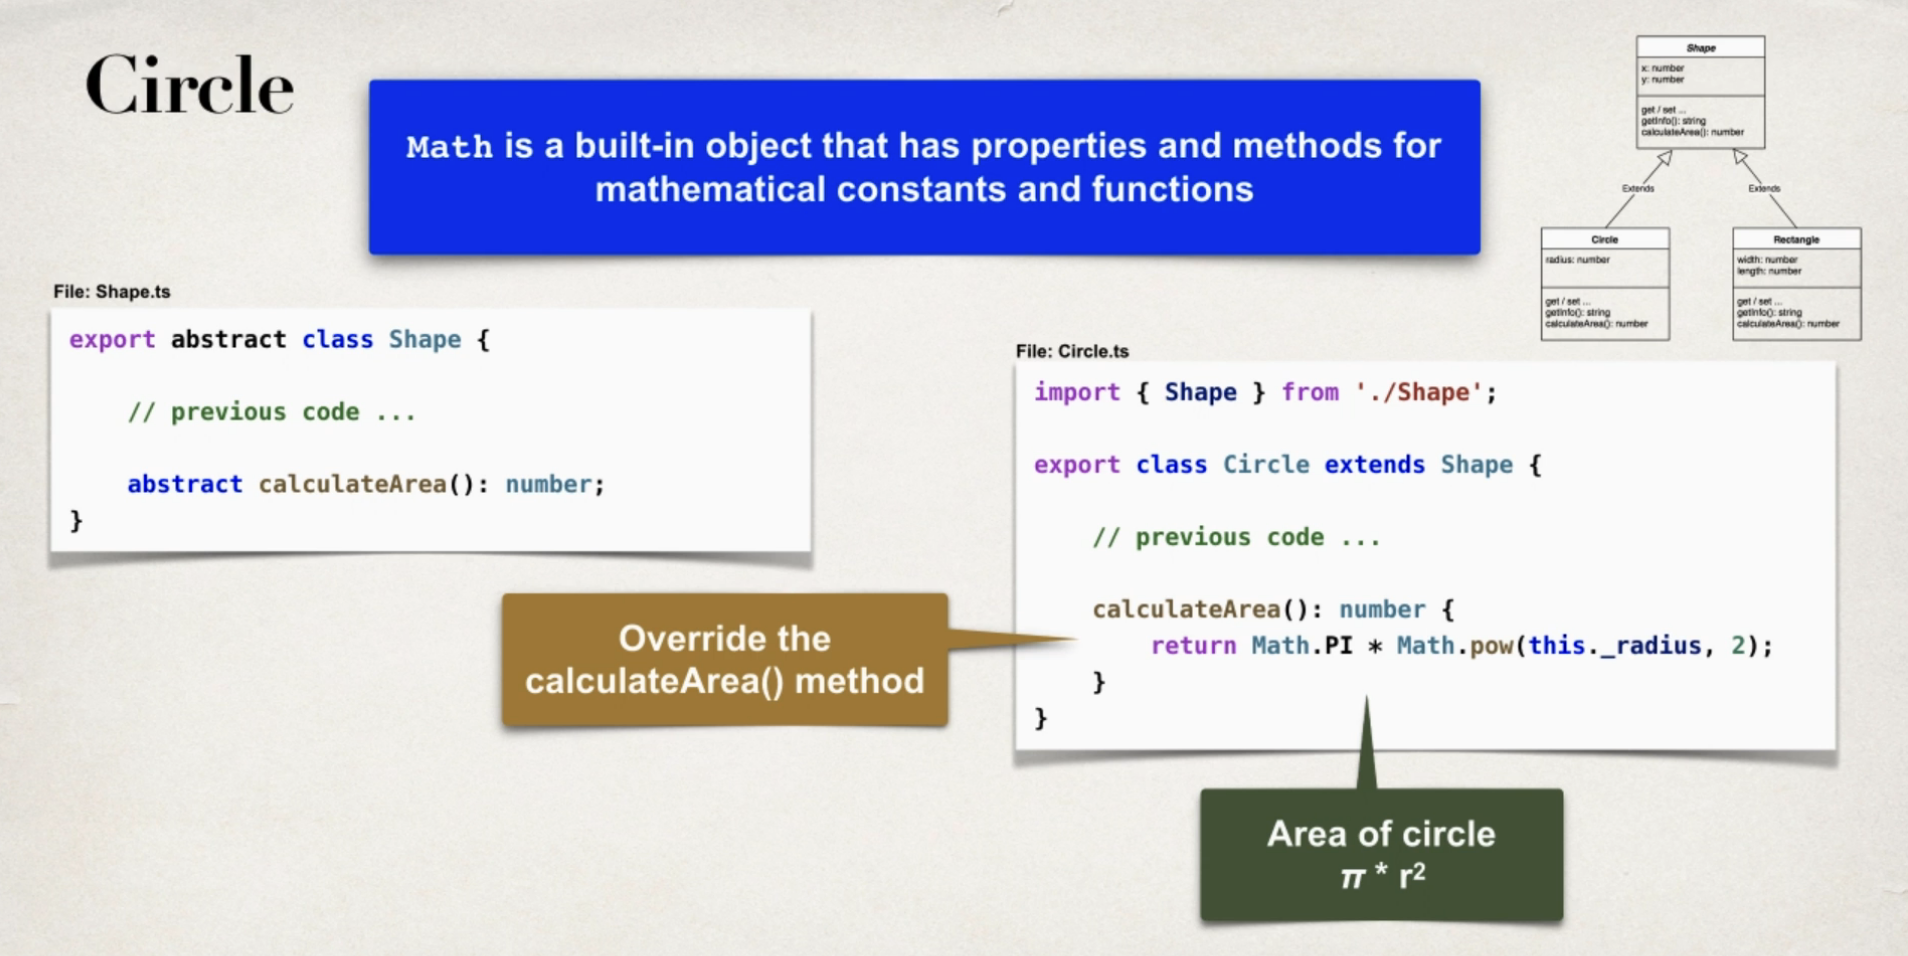 Circle
Math is a built-in object that has properties and methods for
mathematical constants and functions
Shape
x: number
y: number
get / set ...
getInfo(): string
calculateArea(): number
Extends
Extends
Circle
radius: number
get / set ...
getInfo(): string
calculateArea(): number
Rectangle
width: number
length: number
get / set ...
getInfo(): string
calculateArea(): number
File: Shape.ts
export abstract class Shape {
// previous code ...
abstract calculateArea(): number;
}
File: Circle.ts
import { Shape } from './Shape';
export class Circle extends Shape {
// previous code ...
calculateArea(): number {
return Math.PI * Math.pow(this._radius, 2);
}
}
Override the
calculateArea() method
Area of circle
π * r²